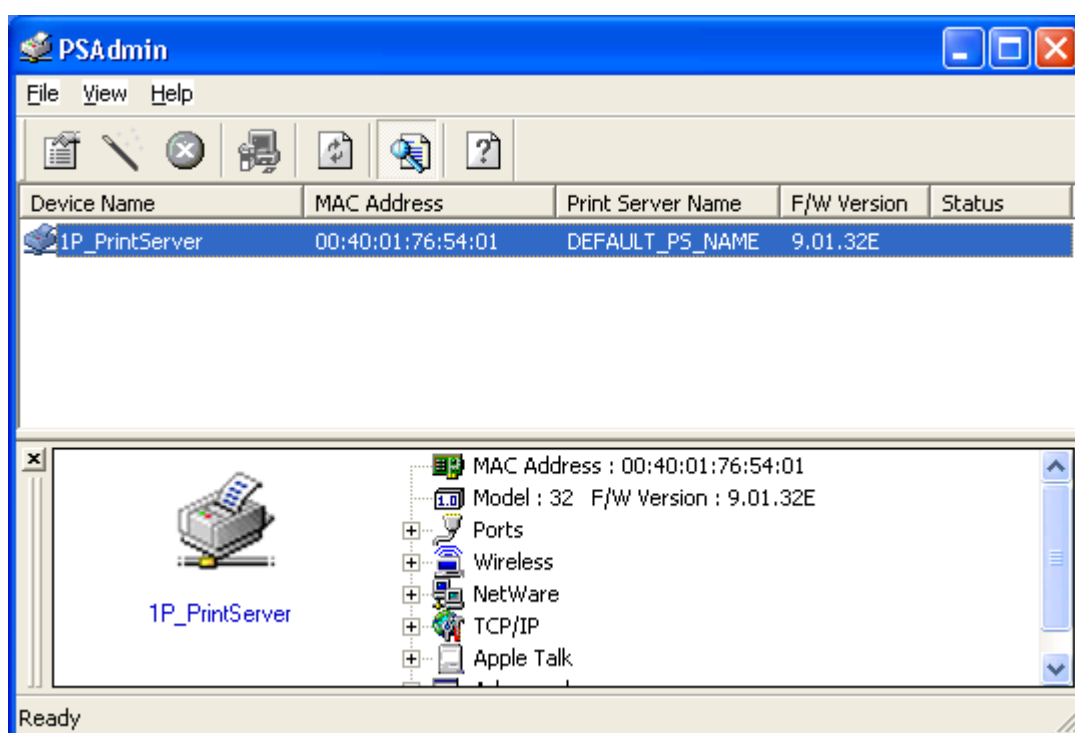 PSAdmin
File View Help
Device Name MAC Address Print Server Name F/W Version Status
1P_PrintServer 00:40:01:76:54:01 DEFAULT_PS_NAME 9.01.32E
MAC Address : 00:40:01:76:54:01
1.0 Model : 32 F/W Version : 9.01.32E
Ports
Wireless
NetWare
1P_PrintServer
TCP/IP
Apple Talk
Ready